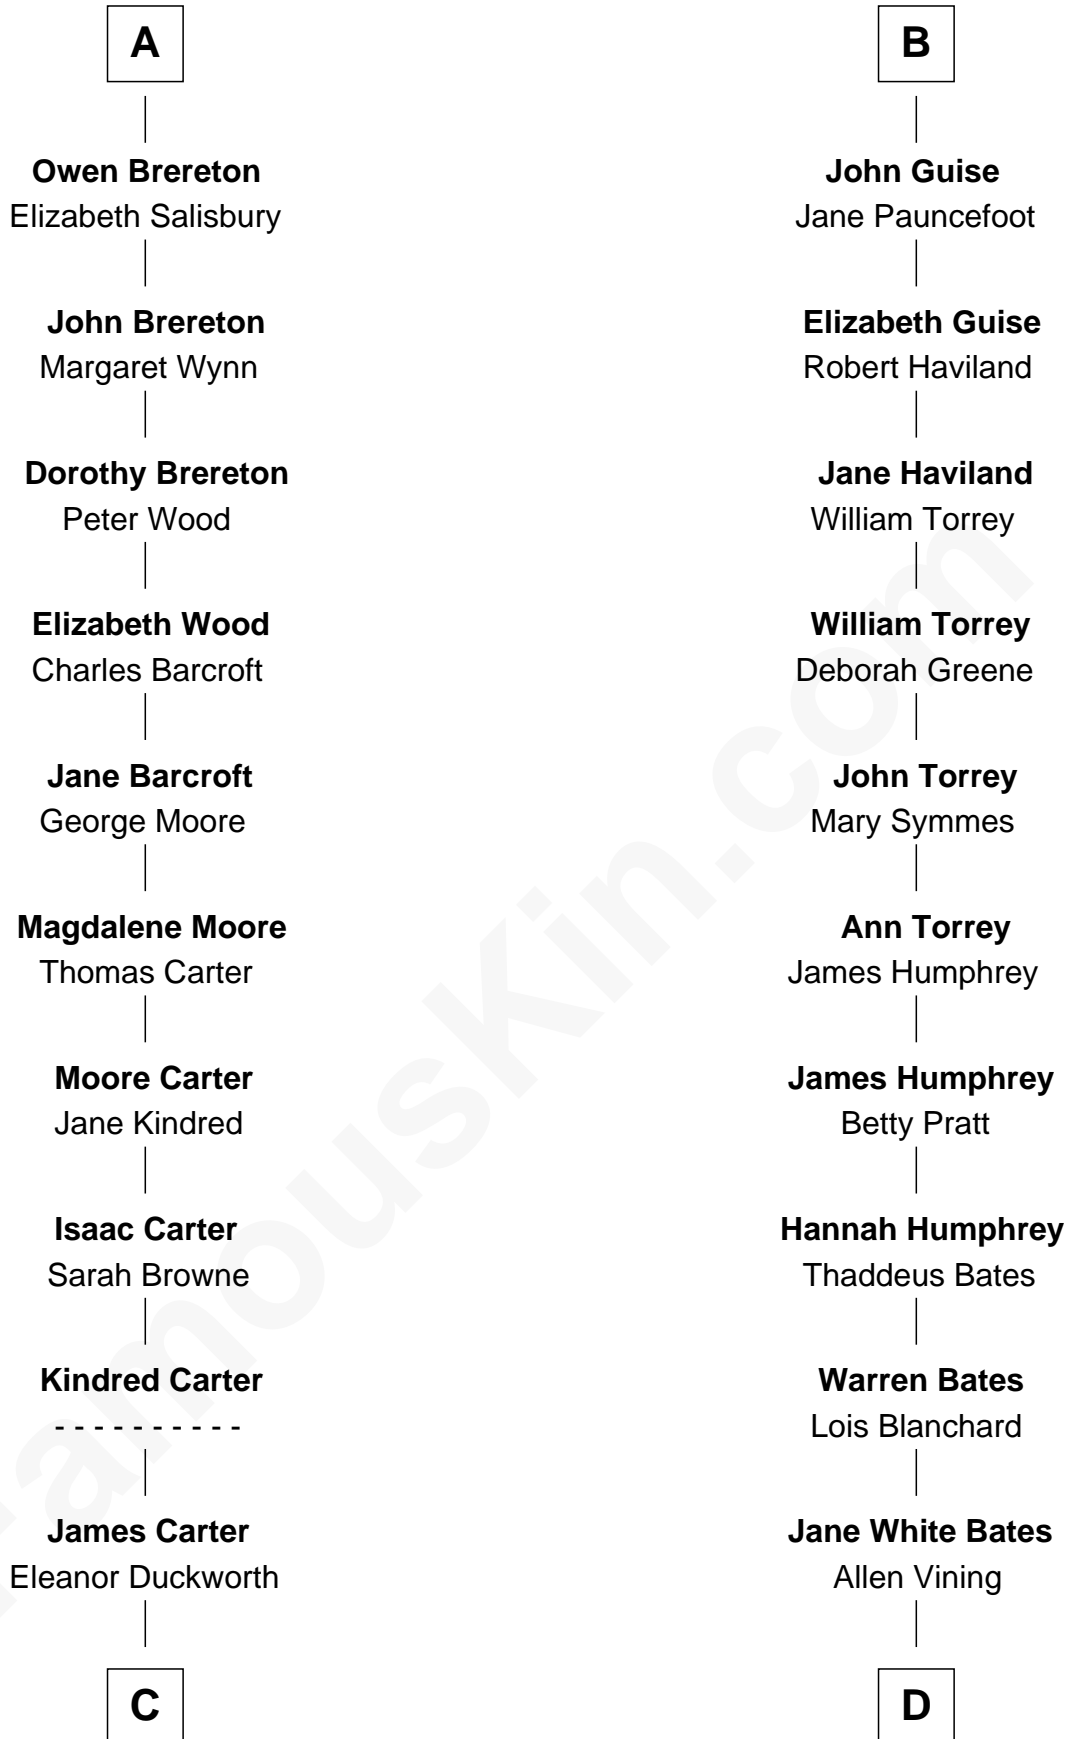 A
Owen Brereton
Elizabeth Salisbury
John Brereton
Margaret Wynn
Dorothy Brereton
Peter Wood
Elizabeth Wood
Charles Barcroft
Jane Barcroft
George Moore
Magdalene Moore
Thomas Carter
Moore Carter
Jane Kindred
Isaac Carter
Sarah Browne
Kindred Carter
- - - - - - - - - -
James Carter
Eleanor Duckworth
C
B
John Guise
Jane Pauncefoot
Elizabeth Guise
Robert Haviland
Jane Haviland
William Torrey
William Torrey
Deborah Greene
John Torrey
Mary Symmes
Ann Torrey
James Humphrey
James Humphrey
Betty Pratt
Hannah Humphrey
Thaddeus Bates
Warren Bates
Lois Blanchard
Jane White Bates
Allen Vining
D
FamousKin.com